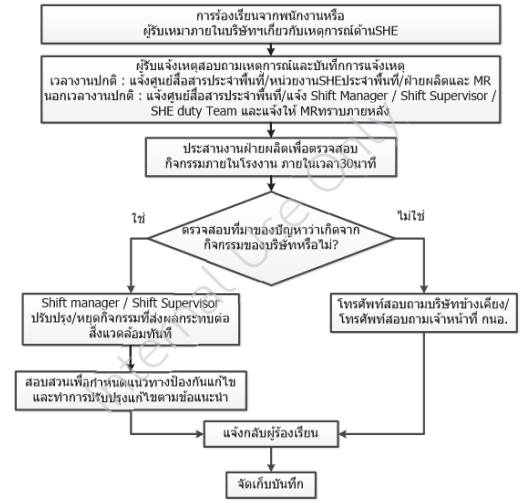 การร้องเรียนจากพนักงานหรือ
ผู้รับเหมาภายในบริษัทฯเกี่ยวกับเหตุการณ์ด้านSHE
ผู้รับแจ้งเหตุสอบถามเหตุการณ์และบันทึกการแจ้งเหตุ
เวลางานปกติ : แจ้งศูนย์สื่อสารประจำพื้นที่/หน่วยงานSHEประจำพื้นที่/ฝ่ายผลิตและ MR
นอกเวลางานปกติ : แจ้งศูนย์สื่อสารประจำพื้นที่/แจ้ง Shift Manager / Shift Supervisor /
SHE duty Team และแจ้งให้ MRทราบภายหลัง
ประสานงานฝ่ายผลิตเพื่อตรวจสอบ
กิจกรรมภายในโรงงาน ภายในเวลา30นาที
ตรวจสอบที่มาของปัญหาว่าเกิดจาก
กิจกรรมของบริษัทหรือไม่?
ใช่
ไม่ใช่
Shift manager / Shift Supervisor
ปรับปรุง/หยุดกิจกรรมที่ส่งผลกระทบต่อ
สิ่งแวดล้อมทันที
โทรศัพท์สอบถามบริษัทข้างเคียง/
โทรศัพท์สอบถามเจ้าหน้าที่ กนอ.
สอบสวนเพื่อกำหนดแนวทางป้องกันแก้ไข
และทำการปรับปรุงแก้ไขตามข้อแนะนำ
แจ้งกลับผู้ร้องเรียน
จัดเก็บบันทึก
Internal Use Only